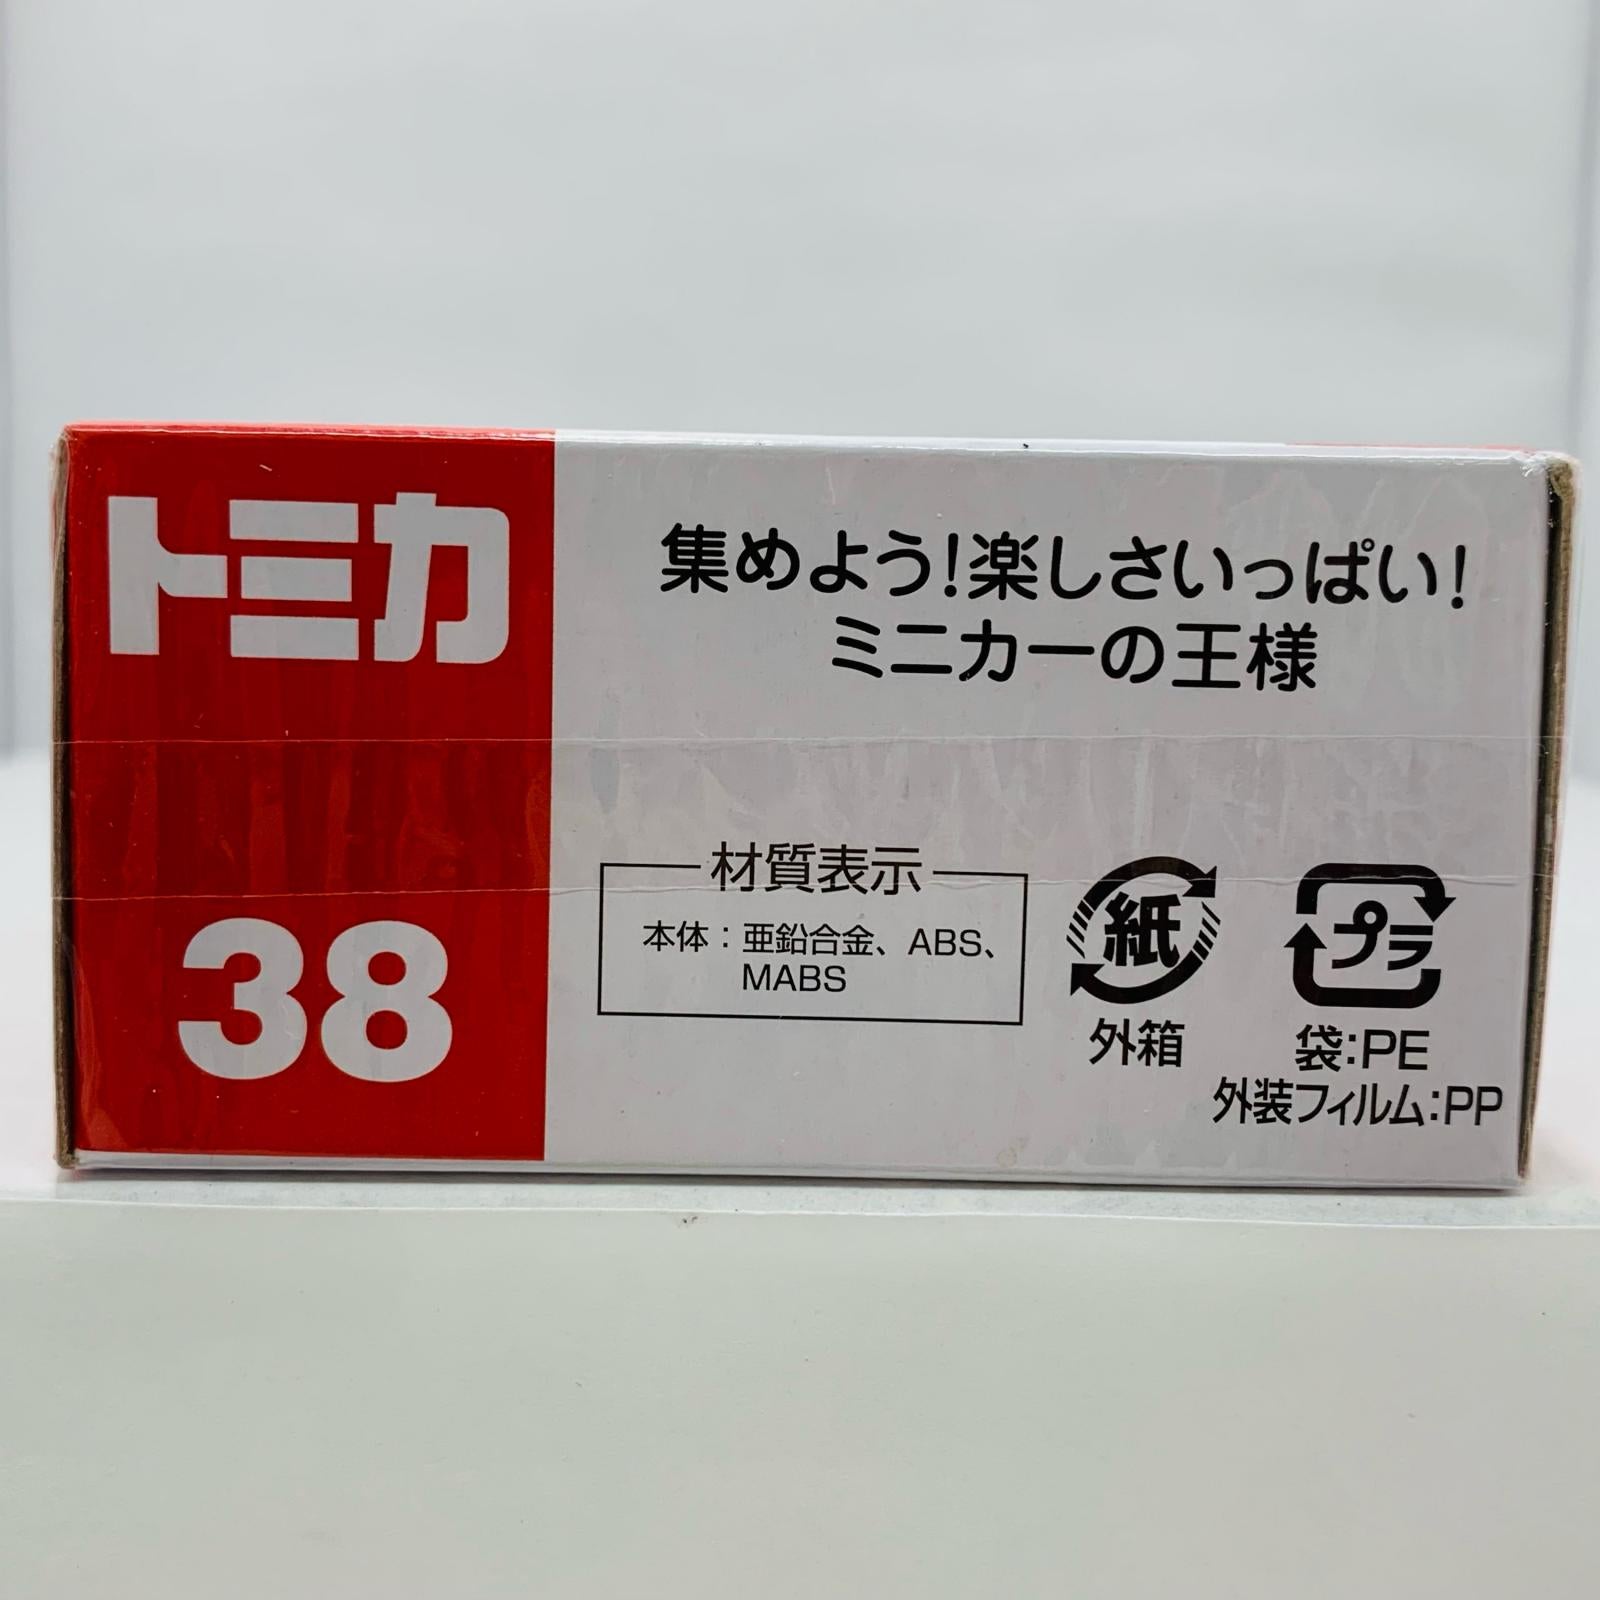 トミカ
38
集めよう!楽しさいっぱい!
ミニカーの王様
材質表示
本体：亜鉛合金、ABS、
MABS
紙
外箱
プラ
袋:PE
外装フィルム:PP